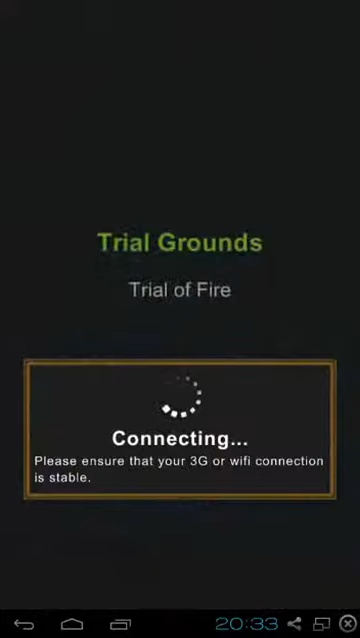 Trial Grounds
Trial of Fire
Connecting...
Please ensure that your 3G or wifi connection
is stable.
20:33